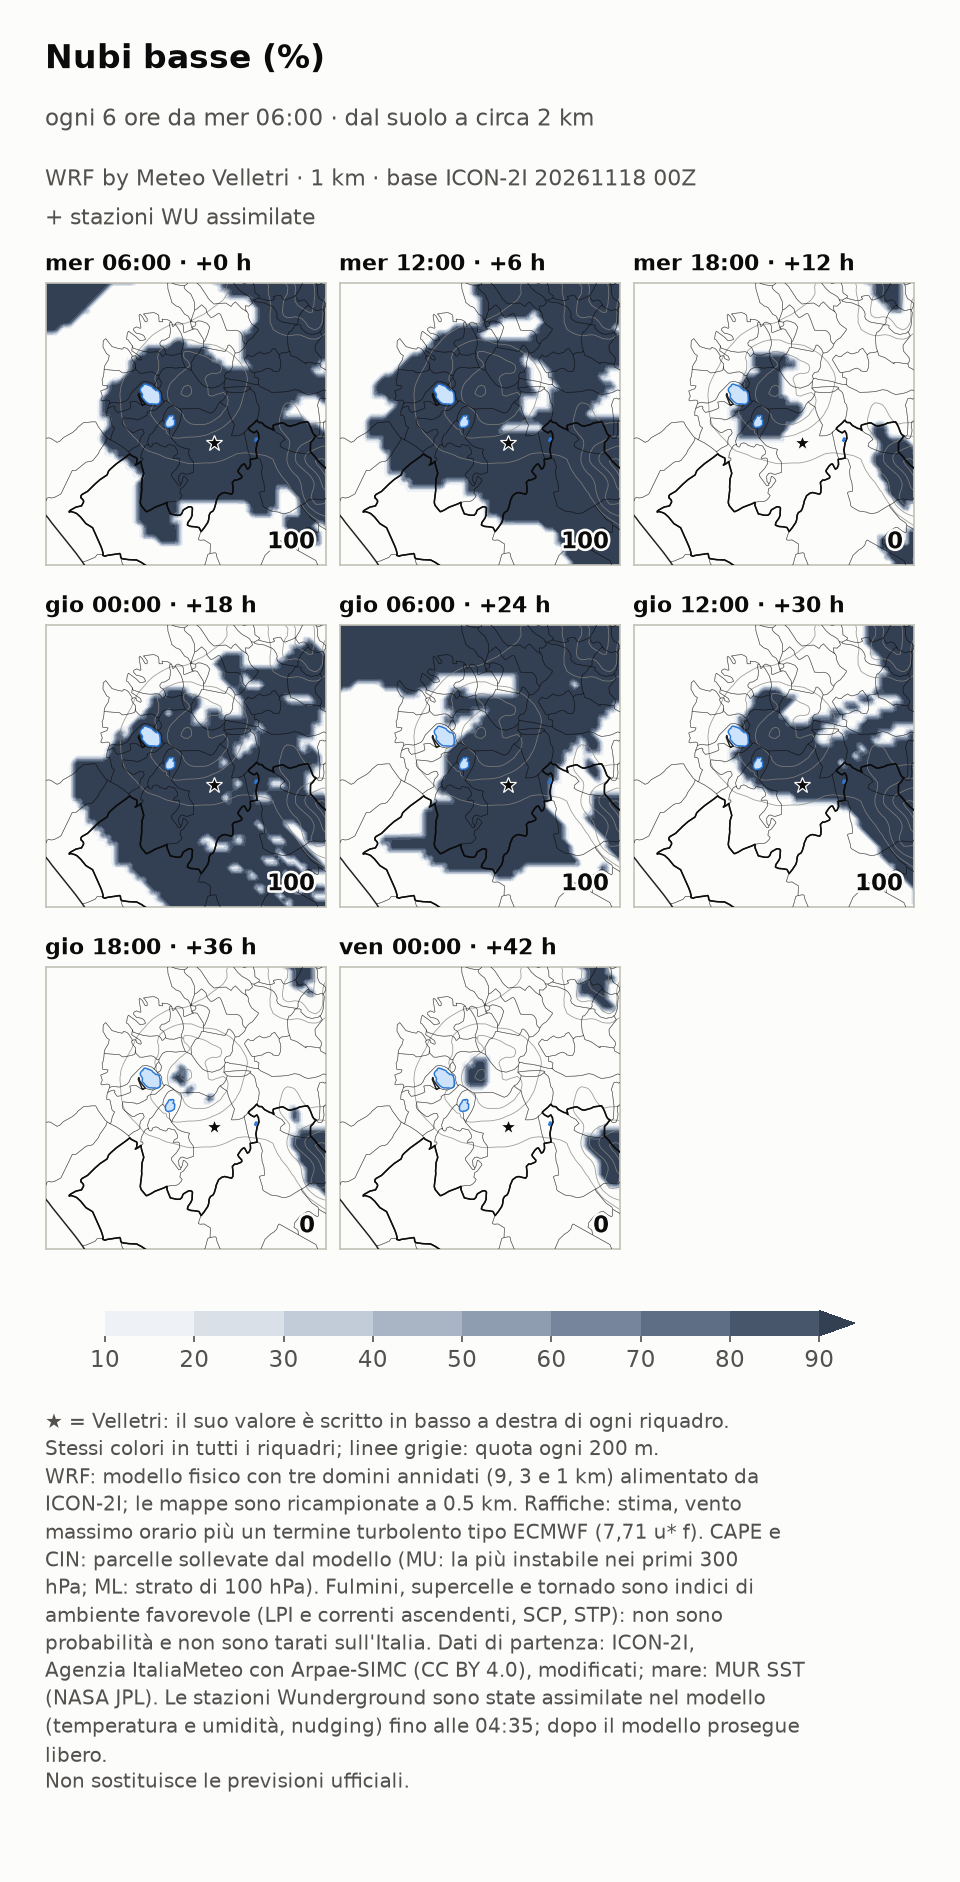 Nubi basse (%)
ogni 6 ore da mer 06:00 · dal suolo a circa 2 km
WRF by Meteo Velletri · 1 km · base ICON-2I 20261118 00Z
+ stazioni WU assimilate
mer 06:00 · +0 h
mer 12:00 · +6 h
mer 18:00 · +12 h
100
100
0
gio 00:00 · +18 h
gio 06:00 · +24 h
gio 12:00 · +30 h
100
100
100
gio 18:00 · +36 h
ven 00:00 · +42 h
0
0
10 20 30 40 50 60 70 80 90
★ = Velletri: il suo valore è scritto in basso a destra di ogni riquadro.
Stessi colori in tutti i riquadri; linee grigie: quota ogni 200 m.
WRF: modello fisico con tre domini annidati (9, 3 e 1 km) alimentato da
ICON-2I; le mappe sono ricampionate a 0.5 km. Raffiche: stima, vento
massimo orario più un termine turbolento tipo ECMWF (7,71 u* f). CAPE e
CIN: parcelle sollevate dal modello (MU: la più instabile nei primi 300
hPa; ML: strato di 100 hPa). Fulmini, supercelle e tornado sono indici di
ambiente favorevole (LPI e correnti ascendenti, SCP, STP): non sono
probabilità e non sono tarati sull'Italia. Dati di partenza: ICON-2I,
Agenzia ItaliaMeteo con Arpae-SIMC (CC BY 4.0), modificati; mare: MUR SST
(NASA JPL). Le stazioni Wunderground sono state assimilate nel modello
(temperatura e umidità, nudging) fino alle 04:35; dopo il modello prosegue
libero.
Non sostituisce le previsioni ufficiali.